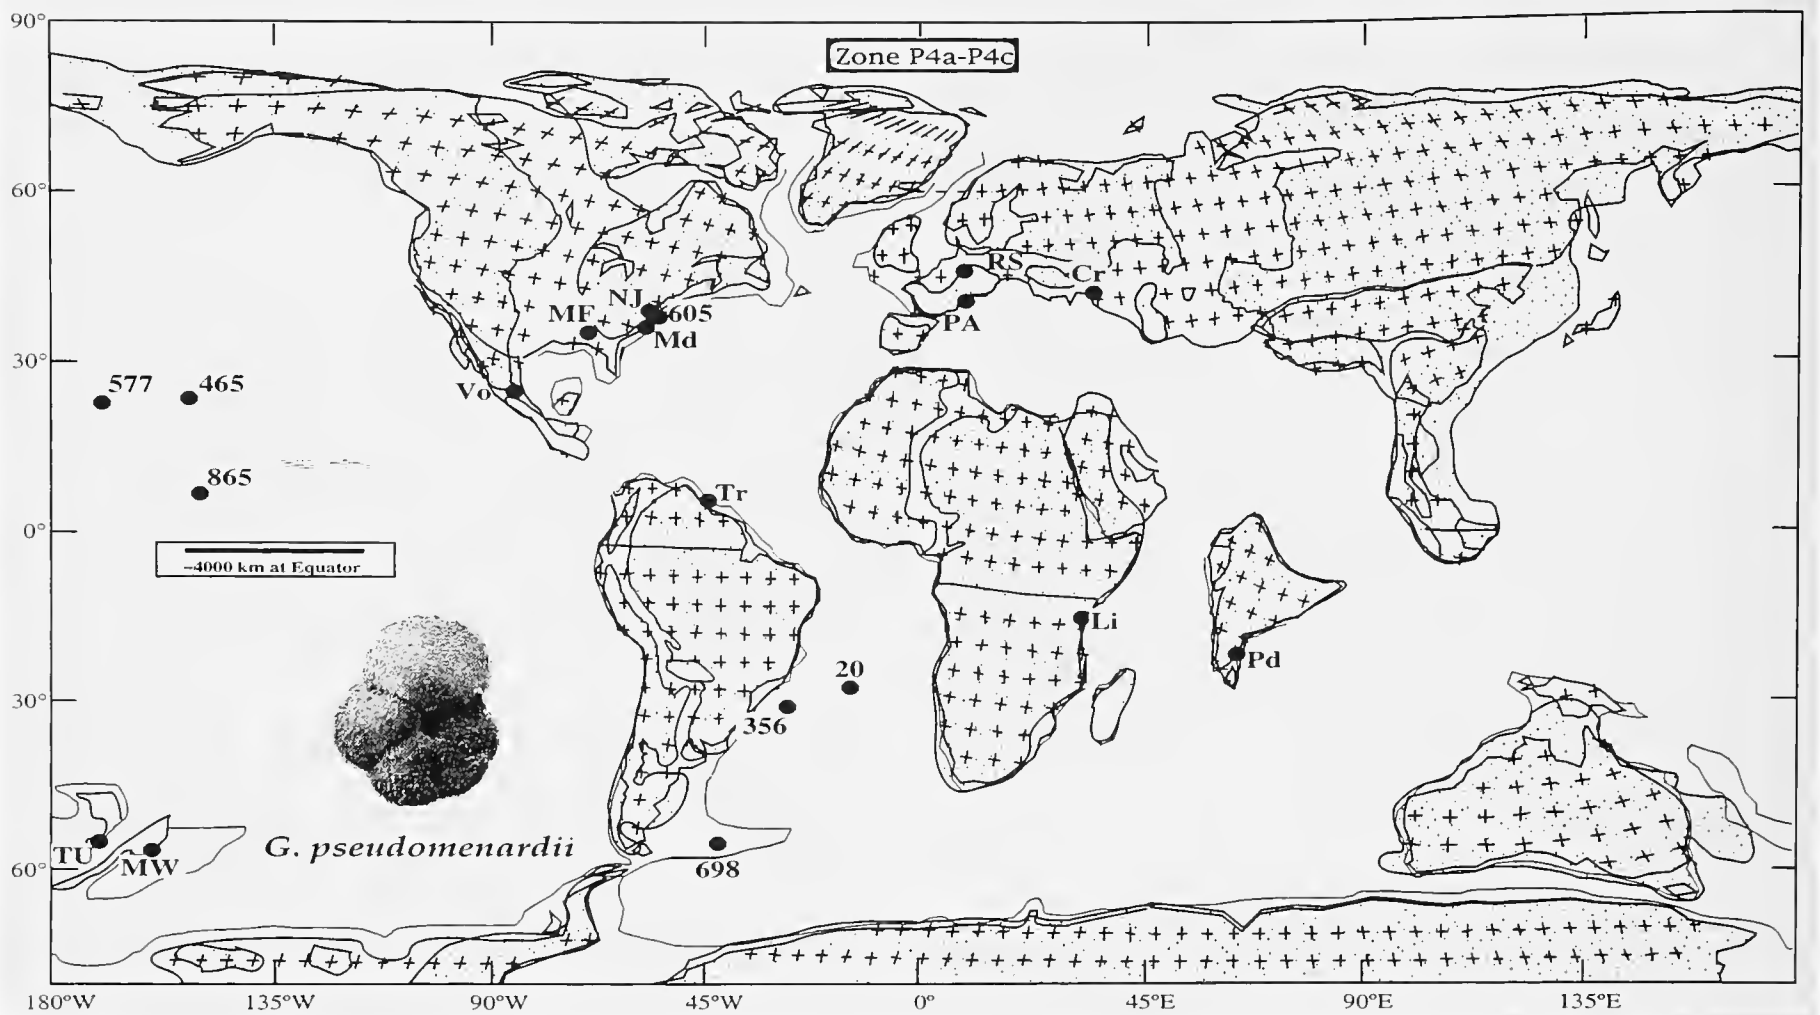 90°
Zone P4a-P4c
60°
RS
Cr
NJ
MF
605
PA
Md
30°
577
465
Vo
865
Tr
0°
~4000 km at Equator
Li
20
Pd
30°
356
G. pseudomenardii
TU
MW
60°
698
180°W
135°W
90°W
45°W
0°
45°E
90°E
135°E